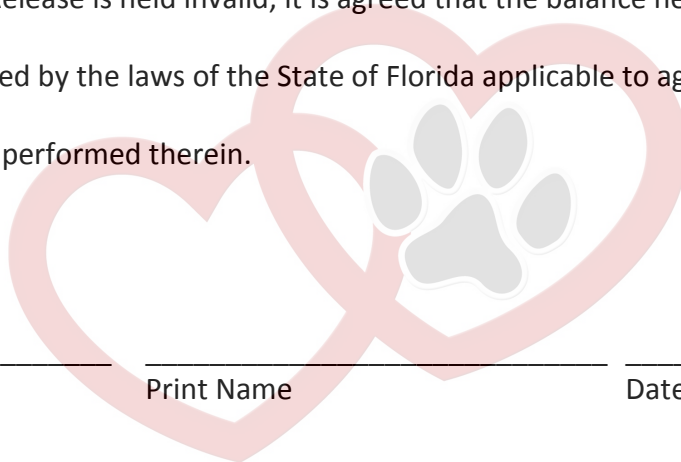 elease is held invalid, it is agreed that the balance he
ed by the laws of the State of Florida applicable to ag
performed therein.
Print Name Date